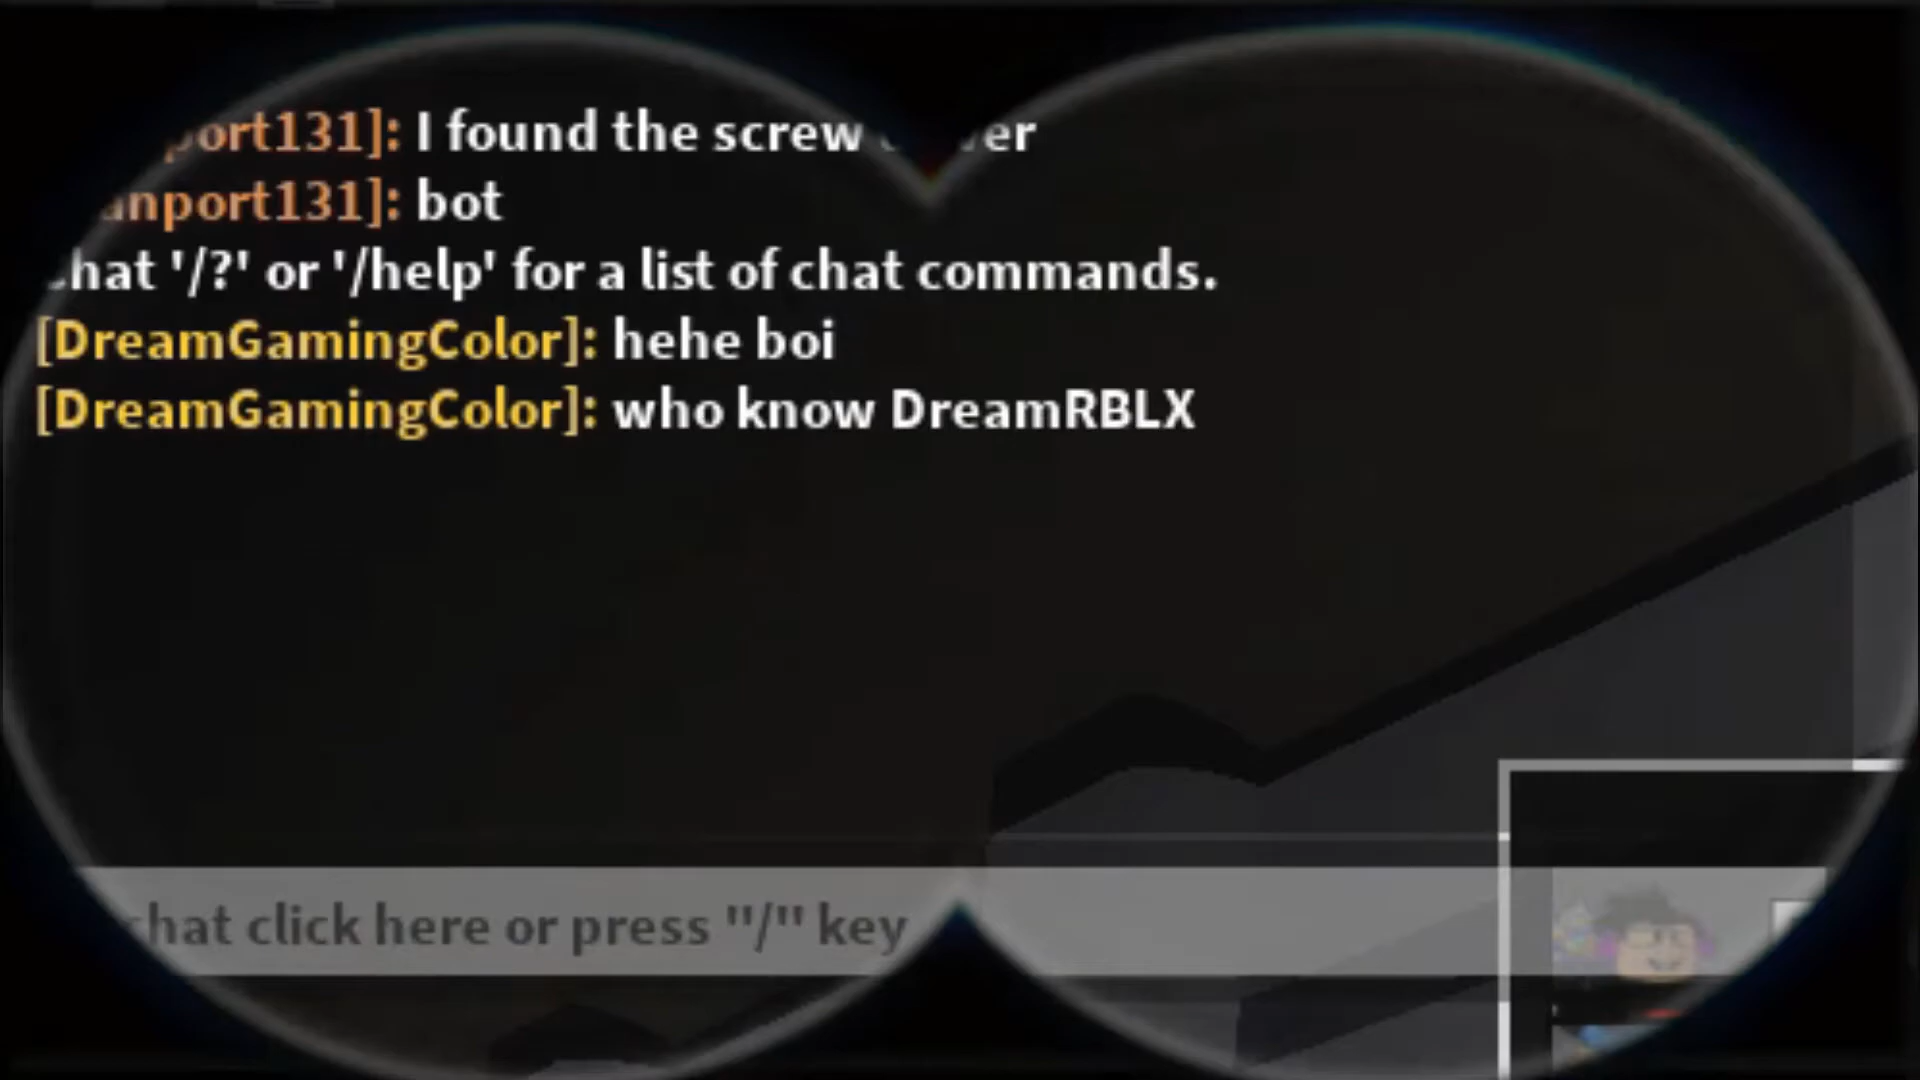 port131]: I found the screw
anport131]: bot
hat '/?' or '/help' for a list of chat commands.
[DreamGamingColor]: hehe boi
[DreamGamingColor]: who know DreamRBLX
hat click here or press "/" key